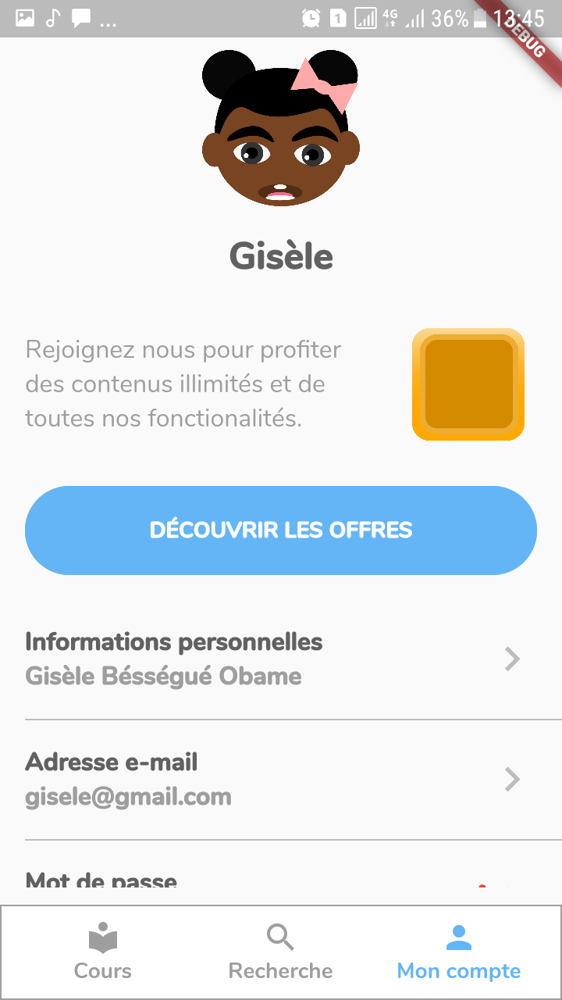 ... 1 4G 36% 13:45
DEBUG
Gisèle
Rejoignez nous pour profiter
des contenus illimités et de
toutes nos fonctionalités.
DÉCOUVRIR LES OFFRES
Informations personnelles
Gisèle Bésségué Obame
Adresse e-mail
gisele@gmail.com
Mot de passe
Cours Recherche Mon compte